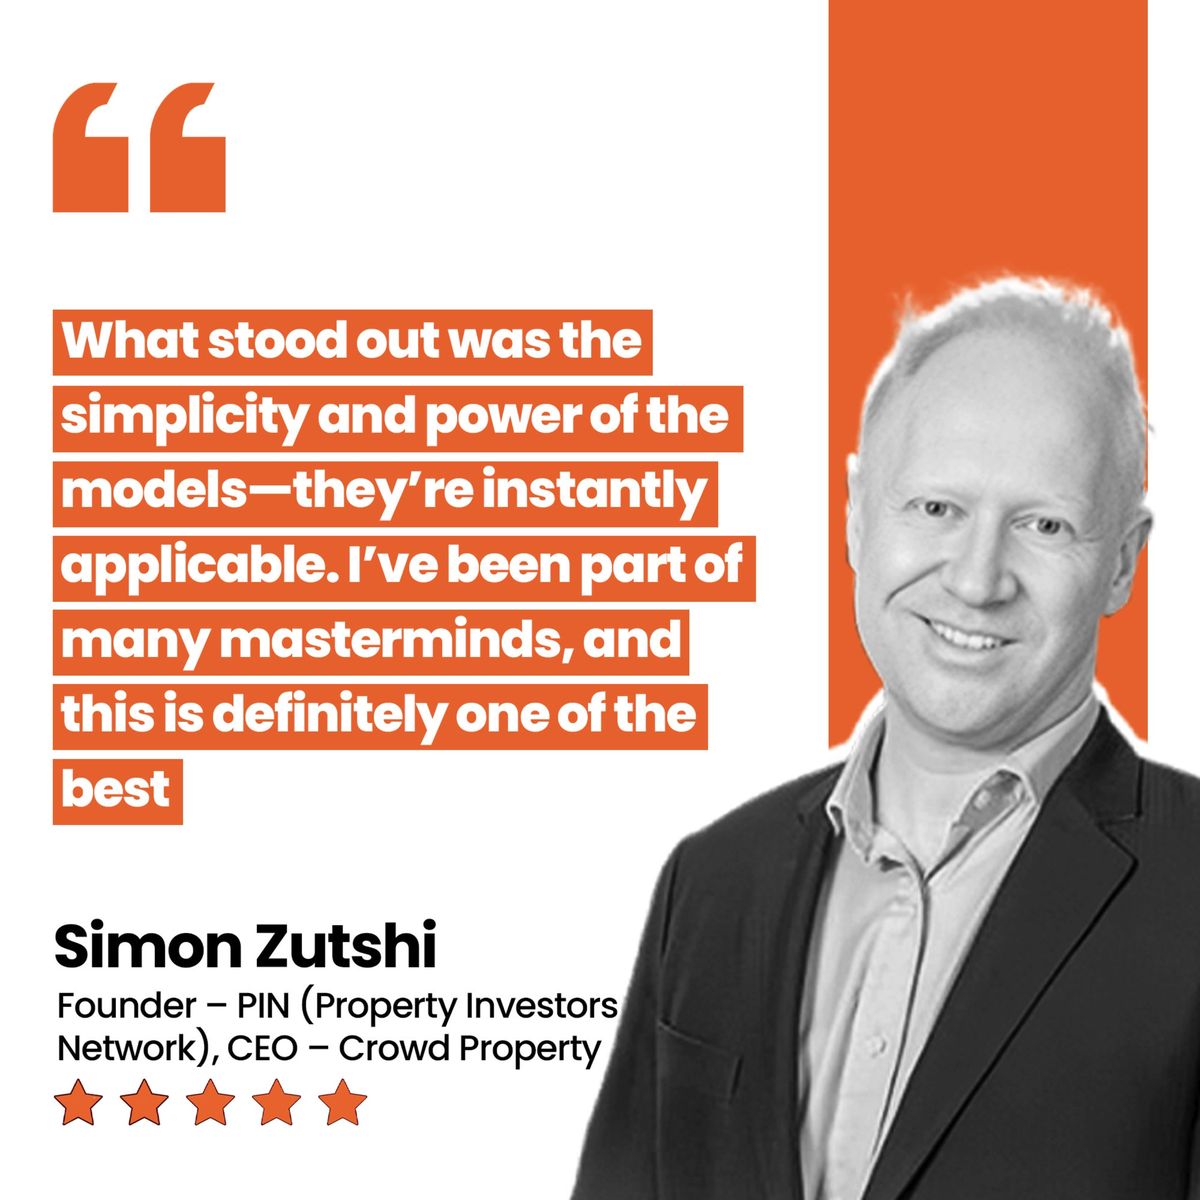 What stood out was the
simplicity and power of the
models—they’re instantly
applicable. I’ve been part of
many masterminds, and
this is definitely one of the
best
Simon Zutshi
Founder – PIN (Property Investors
Network), CEO – Crowd Property